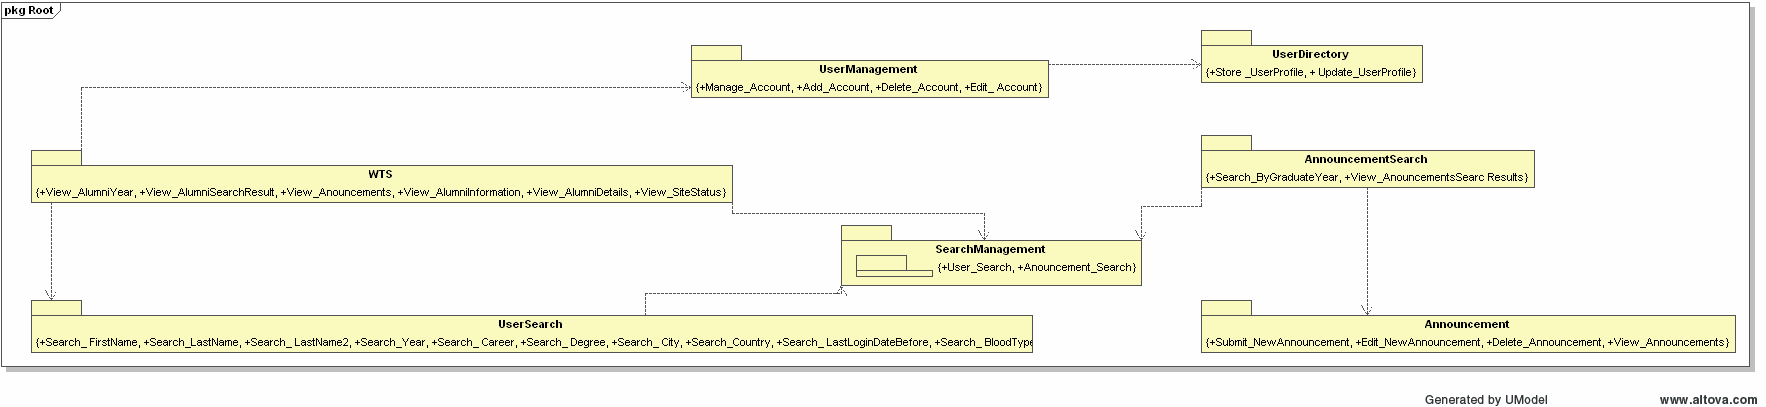 pkg Root
UserDirectory
{+Store _UserProfile, + Update_UserProfile}
UserManagement
{+Manage_Account, +Add_Account, +Delete_Account, +Edit_ Account}
WTS
{+View_AlumniYear, +View_AlumniSearchResult, +View_Anouncements, +View_AlumniInformation, +View_AlumniDetails, +View_SiteStatus}
AnnouncementSearch
{+Search_ByGraduateYear, +View_AnouncementsSearc Results}
SearchManagement
{+User_Search, +Anouncement_Search}
UserSearch
{+Search_ FirstName, +Search_LastName, +Search_ LastName2, +Search_Year, +Search_ Career, +Search_ Degree, +Search_ City, +Search_Country, +Search_ LastLoginDateBefore, +Search_ BloodType
Announcement
{+Submit_NewAnnouncement, +Edit_NewAnnouncement, +Delete_Announcement, +View_Announcements}
Generated by UModel www.altova.com